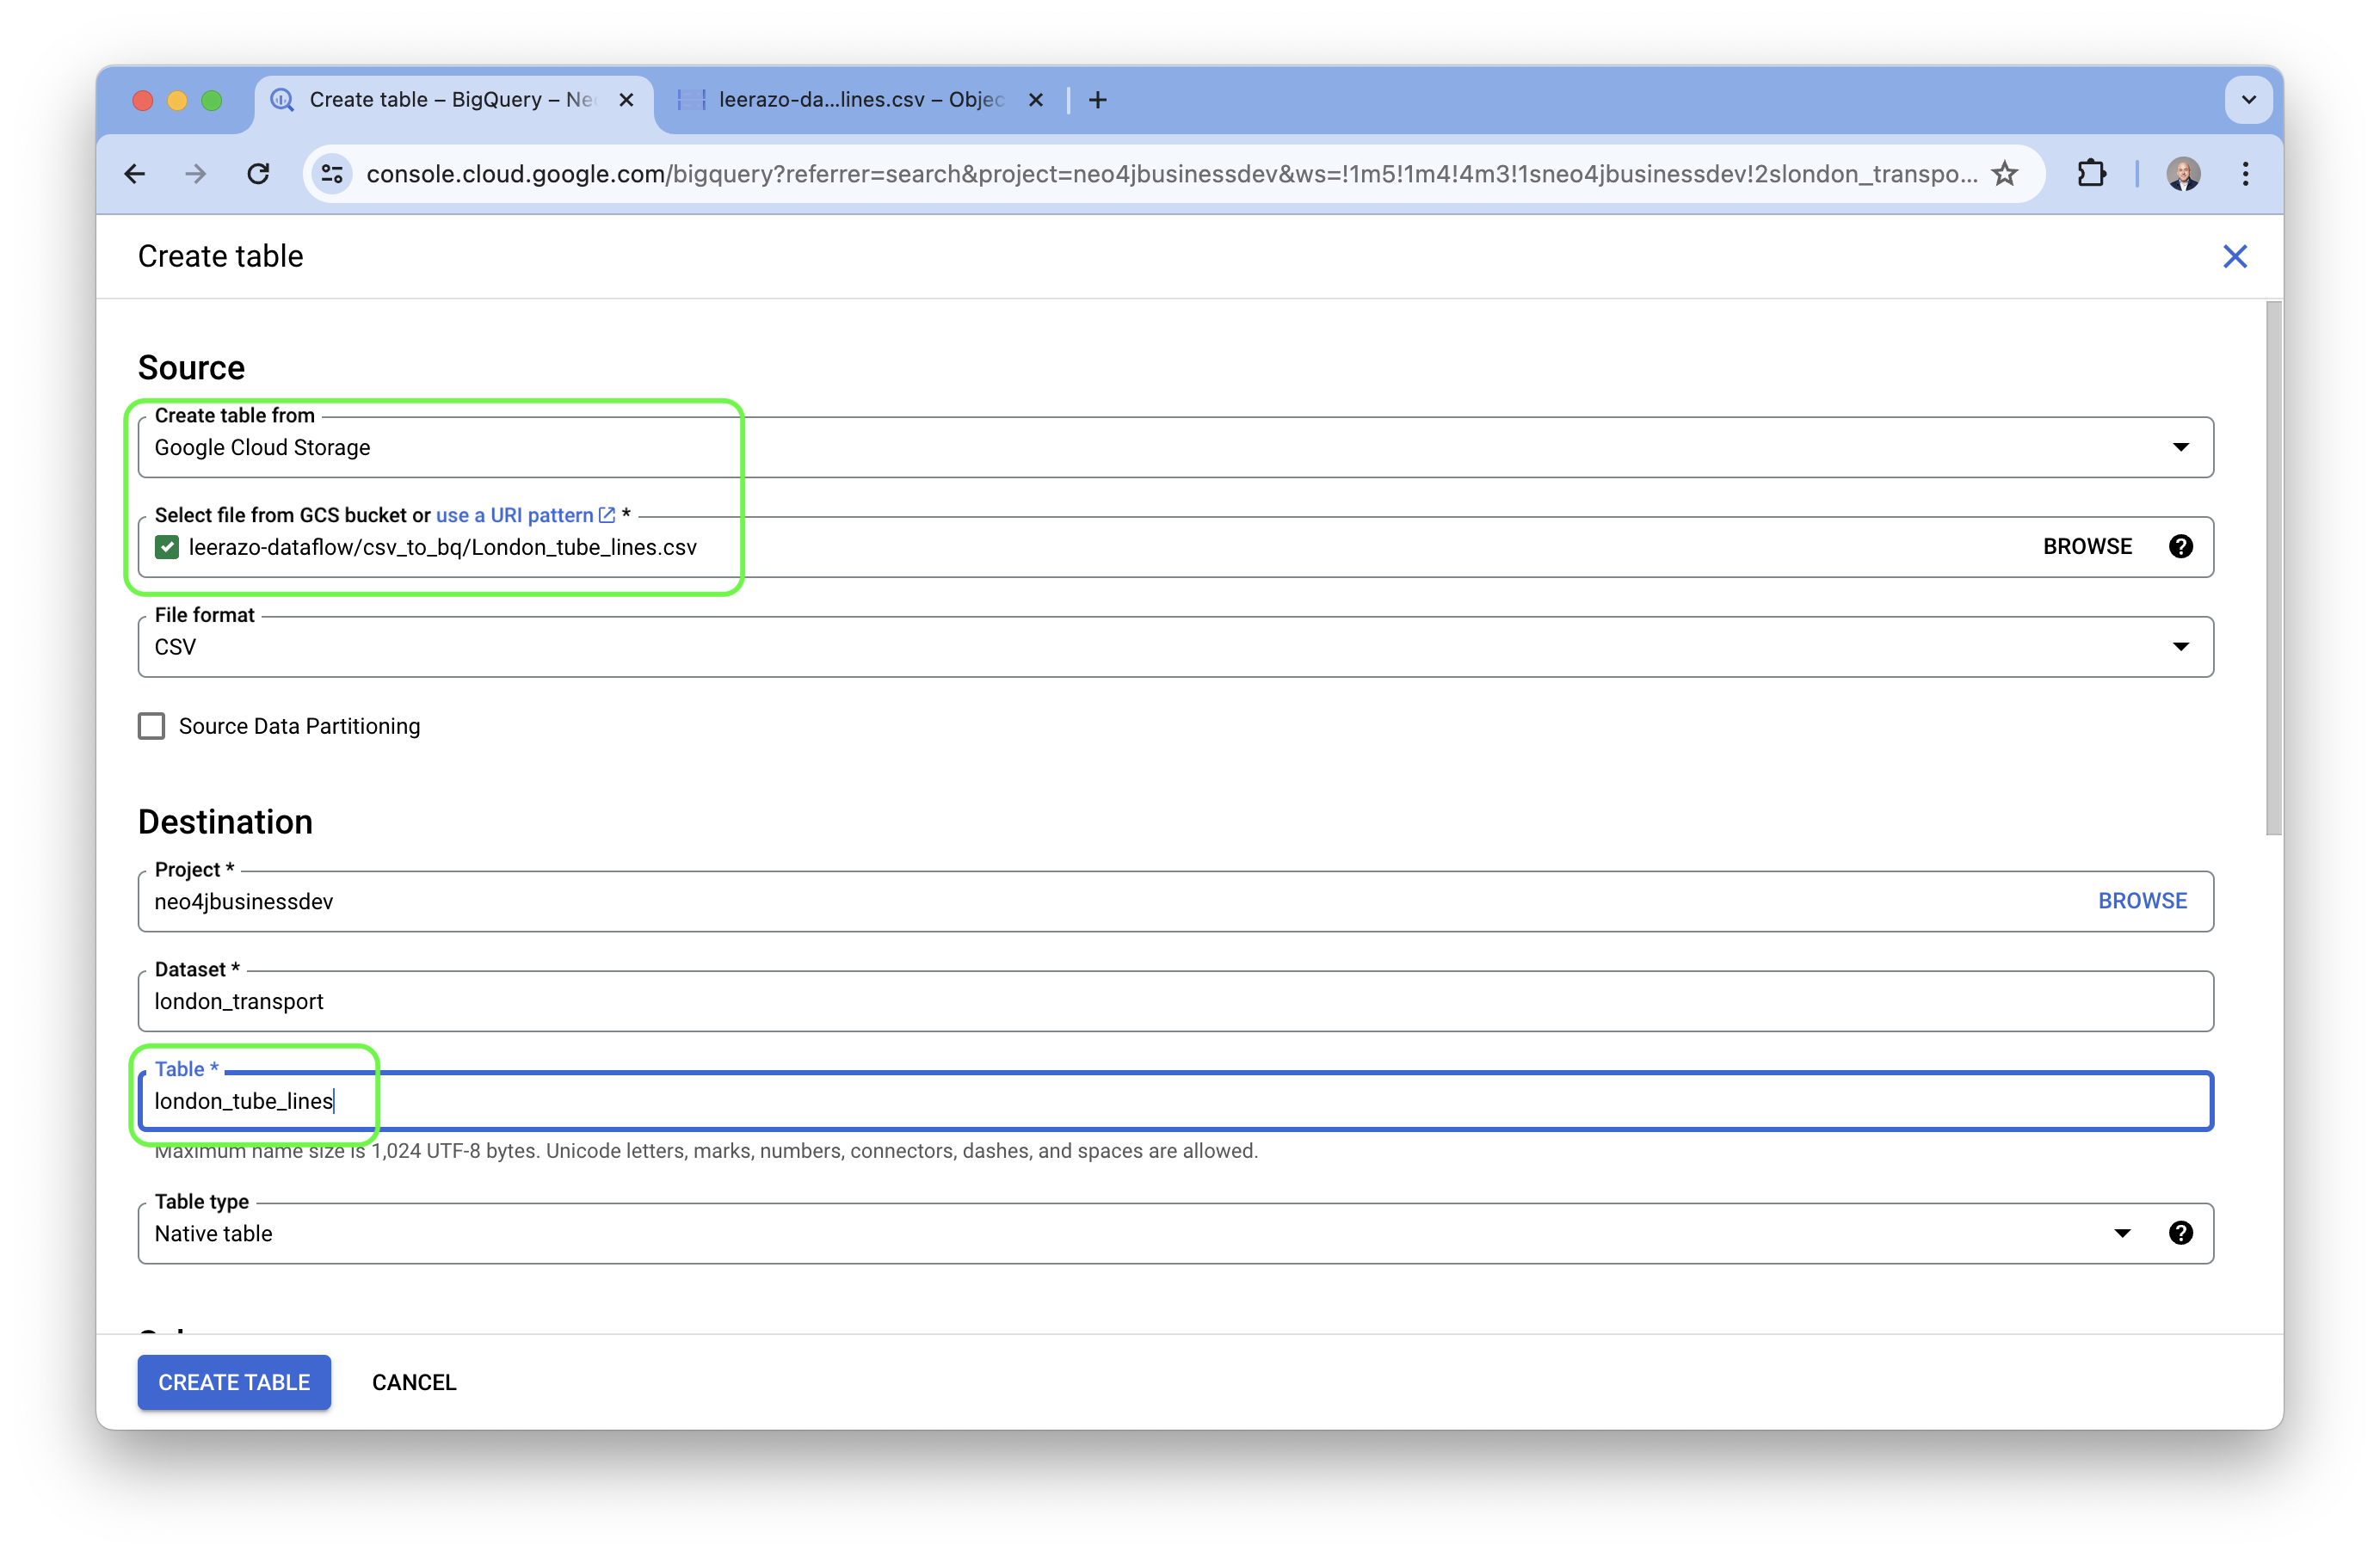 Create table – BigQuery – Ne
leerazo-da...lines.csv – Objec
console.cloud.google.com/bigquery?referrer=search&project=neo4jbusinessdev&ws=!1m5!1m4!4m3!1sneo4jbusinessdev!2slondon_transpo...
Create table
Source
Create table from
Google Cloud Storage
Select file from GCS bucket or use a URI pattern *
leerazo-dataflow/csv_to_bq/London_tube_lines.csv
BROWSE
File format
CSV
Source Data Partitioning
Destination
Project *
neo4jbusinessdev
BROWSE
Dataset *
london_transport
Table *
london_tube_lines
Maximum name size is 1,024 UTF-8 bytes. Unicode letters, marks, numbers, connectors, dashes, and spaces are allowed.
Table type
Native table
CREATE TABLE
CANCEL